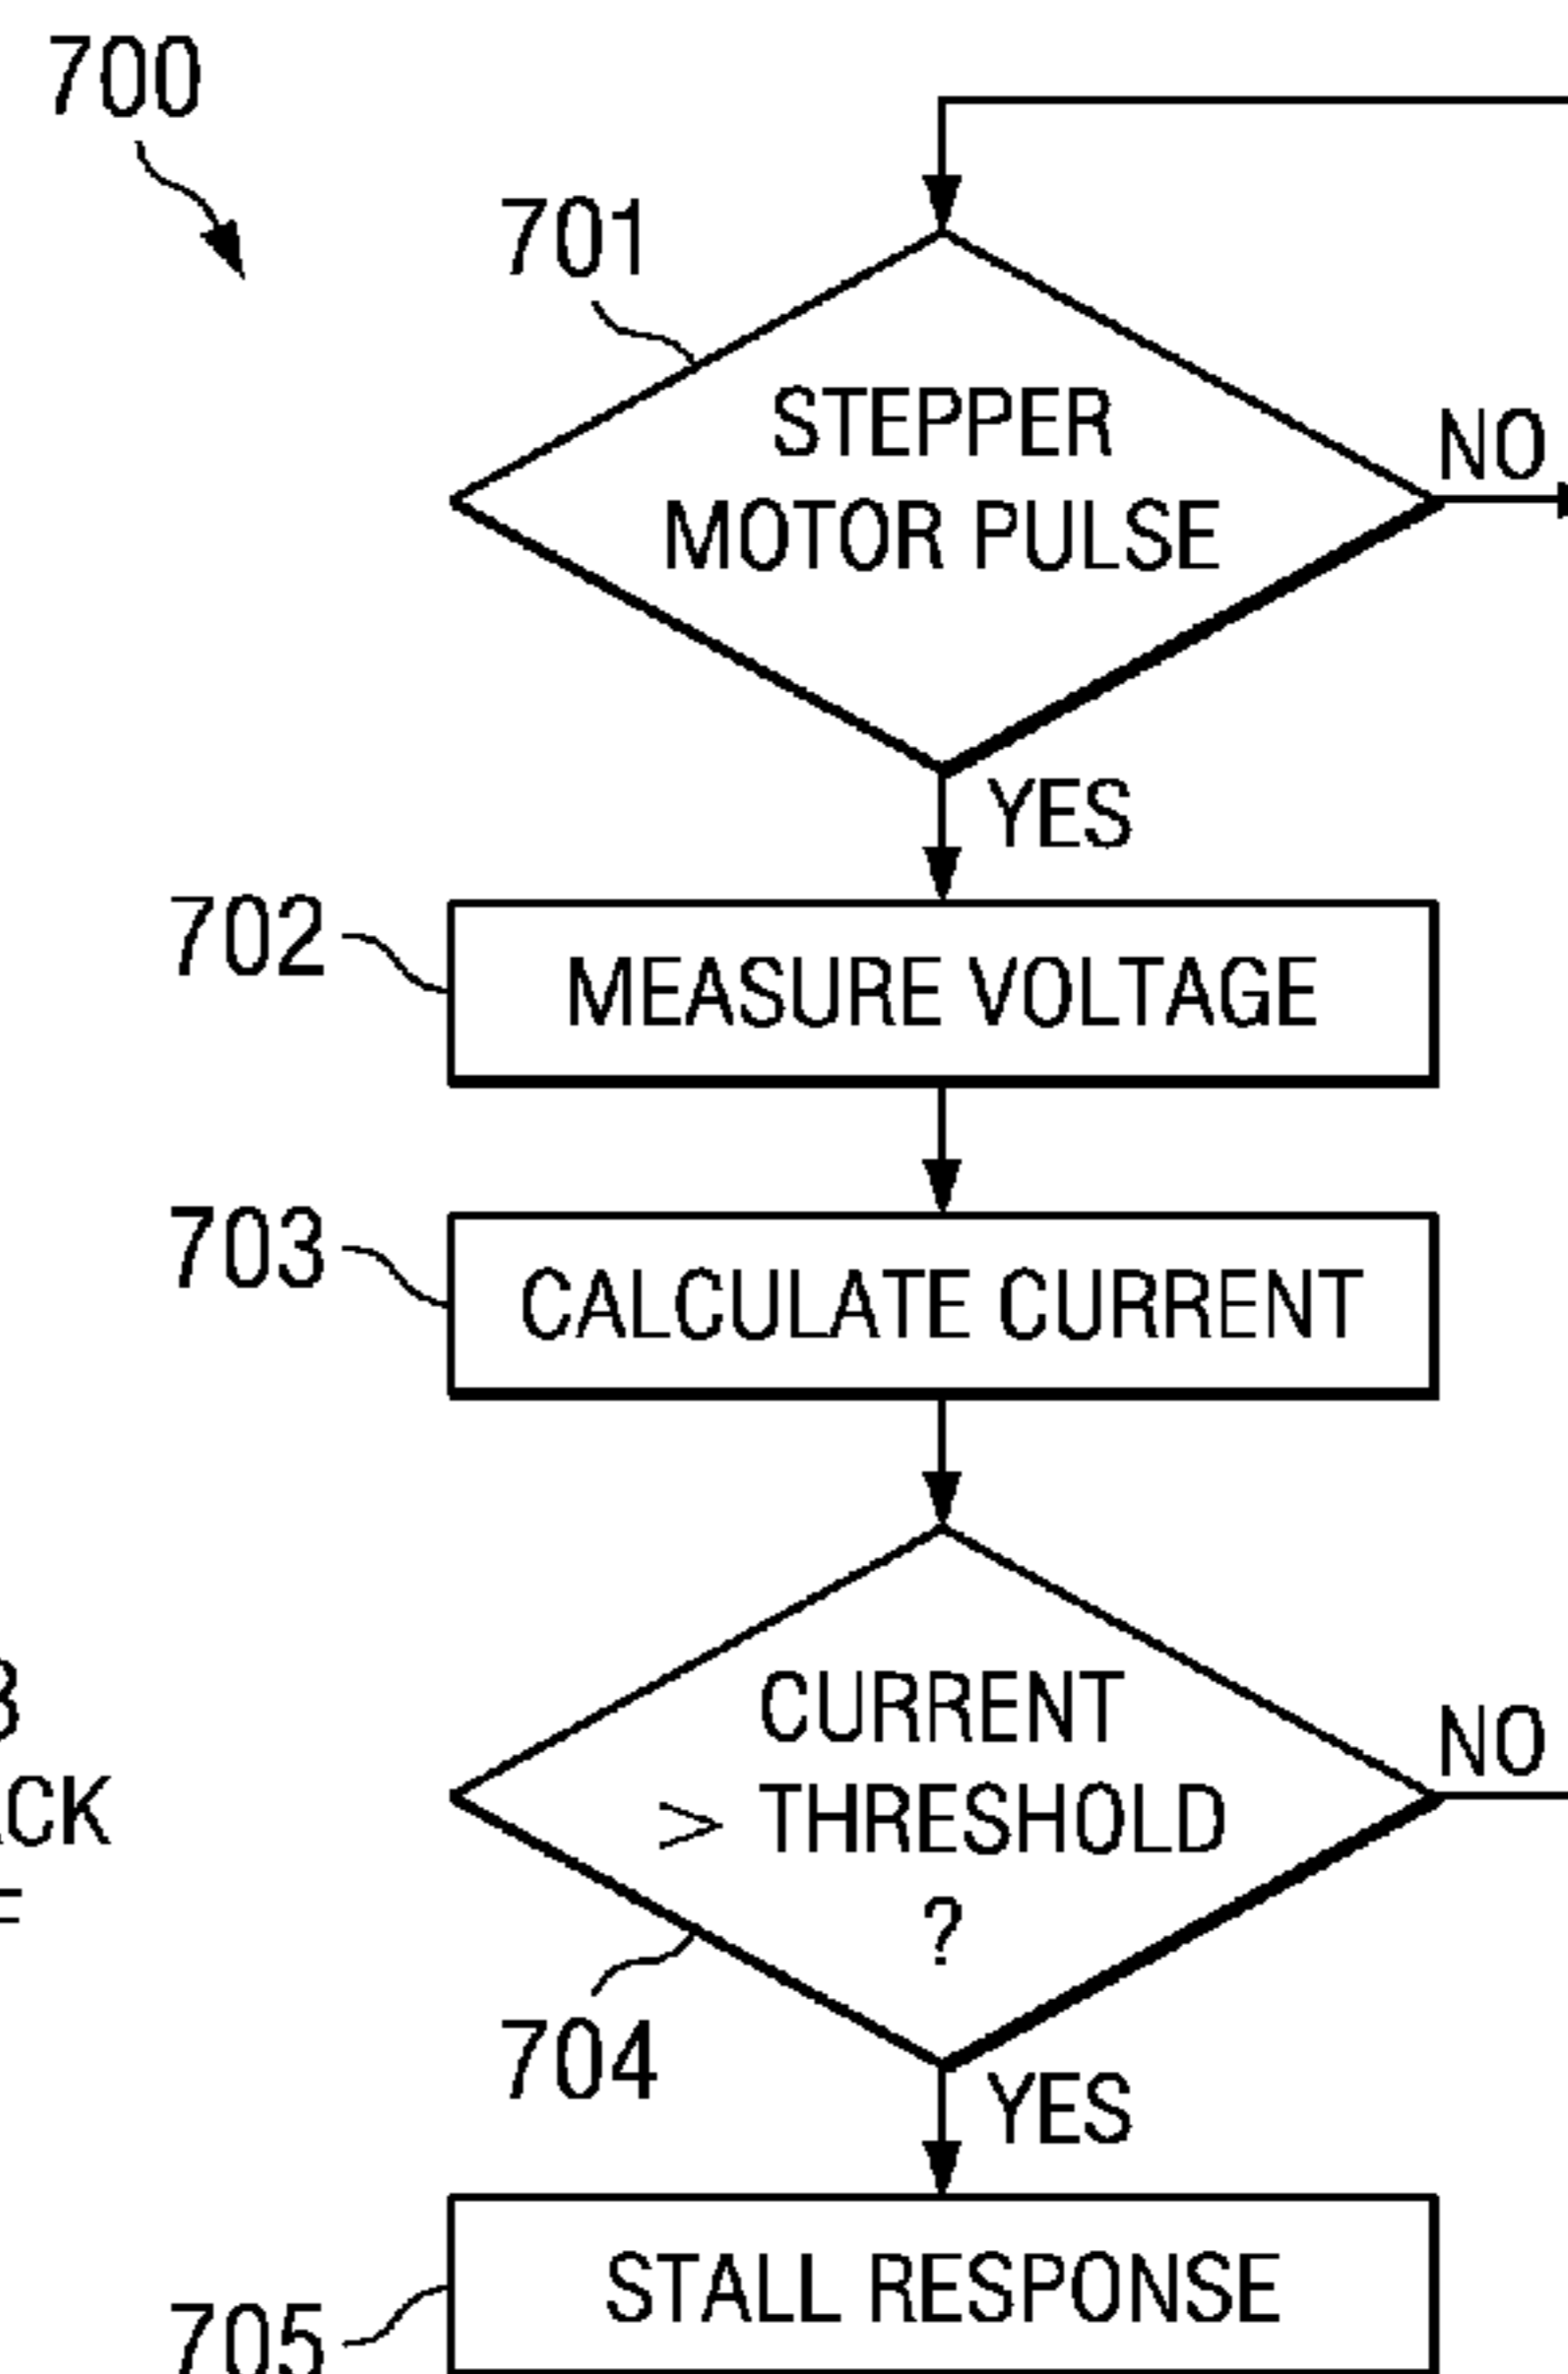 700
701
STEPPER
MOTOR PULSE
NO
YES
702
MEASURE VOLTAGE
703
CALCULATE CURRENT
CURRENT
> THRESHOLD
?
NO
704
YES
STALL RESPONSE
705